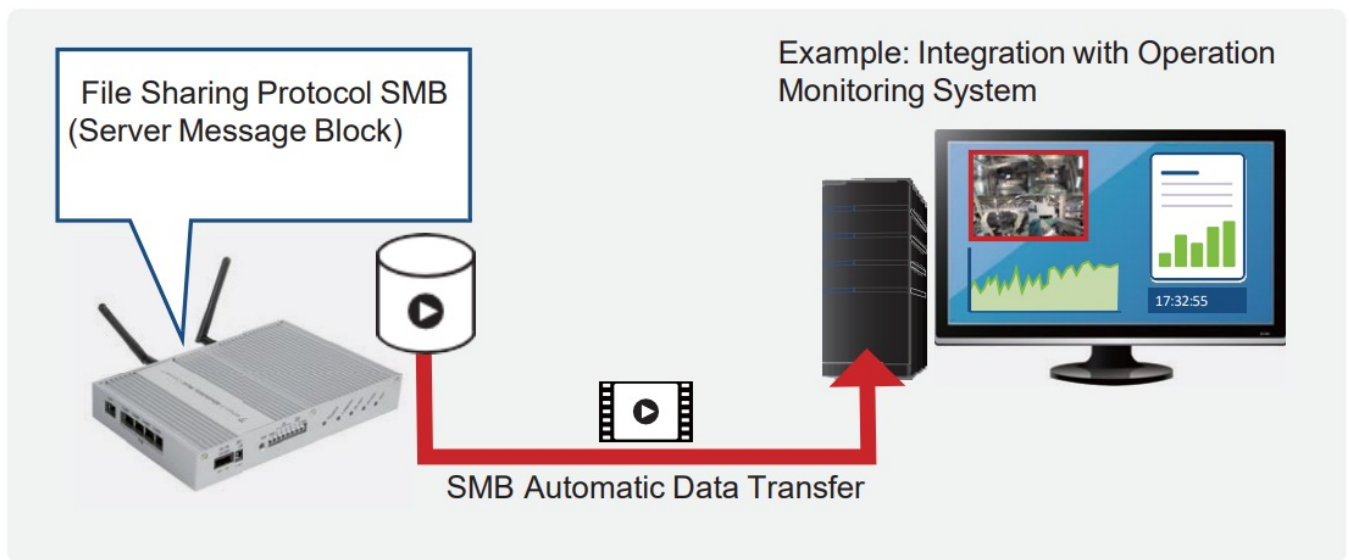 File Sharing Protocol SMB
(Server Message Block)
Example: Integration with Operation
Monitoring System
17:32:55
SMB Automatic Data Transfer